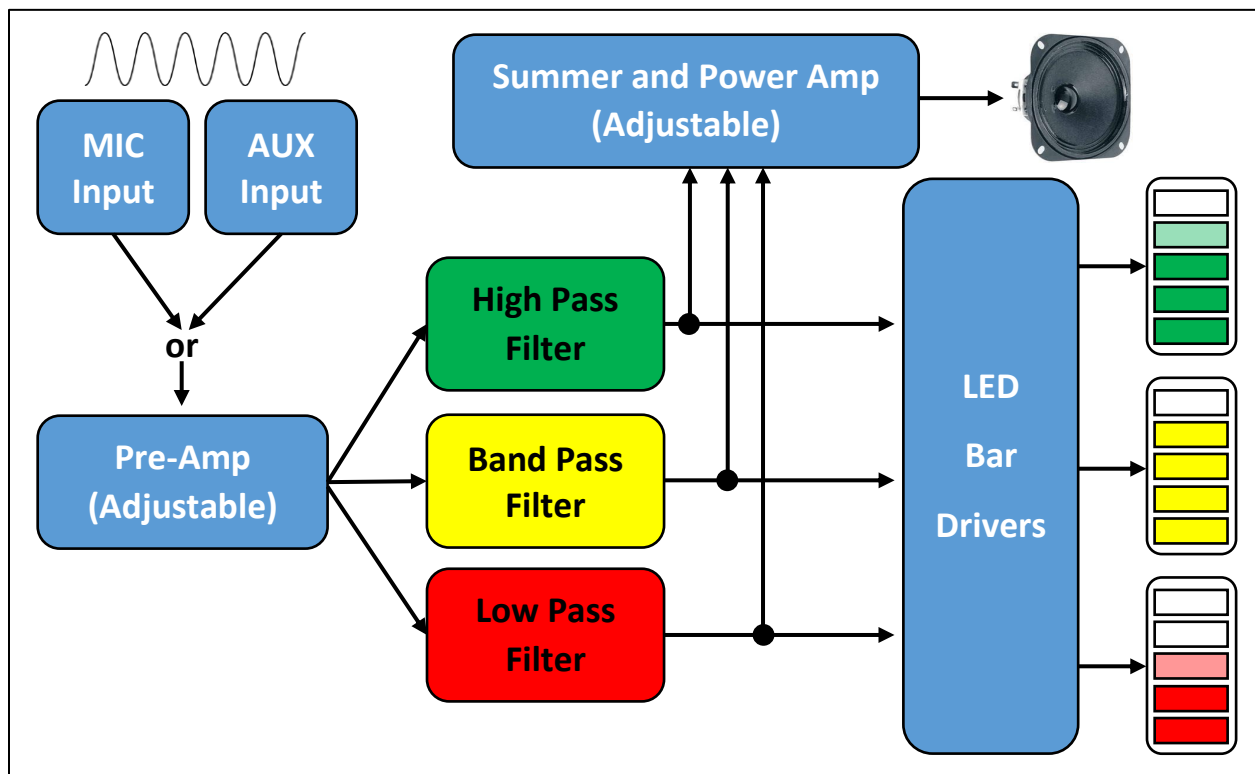 MIC
Input
AUX
Input
or
Pre-Amp
(Adjustable)
Summer and Power Amp
(Adjustable)
High Pass
Filter
Band Pass
Filter
Low Pass
Filter
LED
Bar
Drivers